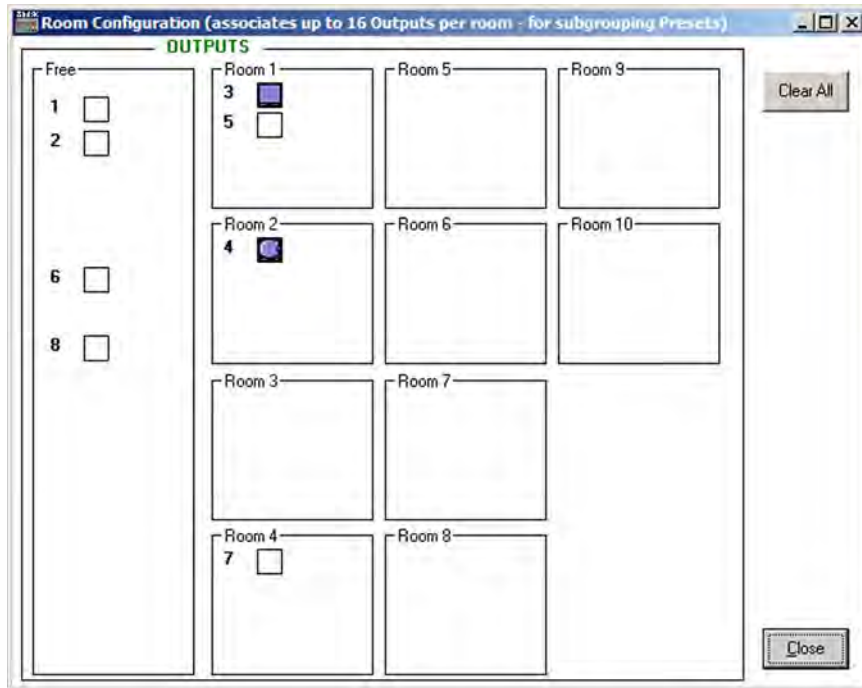 Room Configuration (associates up to 16 Outputs per room - for subgrouping Presets)
OUTPUTS
Free
1
2
6
8
Room 1
3
5
Room 2
4
Room 3
Room 4
7
Room 5
Room 6
Room 7
Room 8
Room 9
Room 10
Clear All
Close